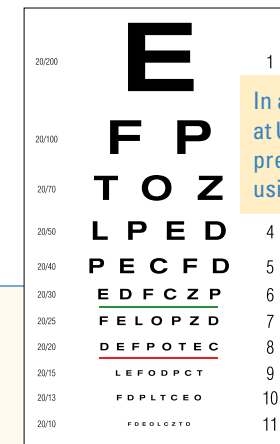 20/200 E 1
20/100 F P
20/70 T O Z
In a
at U
pre
usi
20/50 L P E D 4
20/40 P E C F D 5
20/30 E D F C Z P 6
20/25 F E L O P Z D 7
20/20 D E F P O T E C 8
20/15 L E F O D P C T 9
20/13 F D P L T C E O 10
20/10 F D E O L C Z T D 11